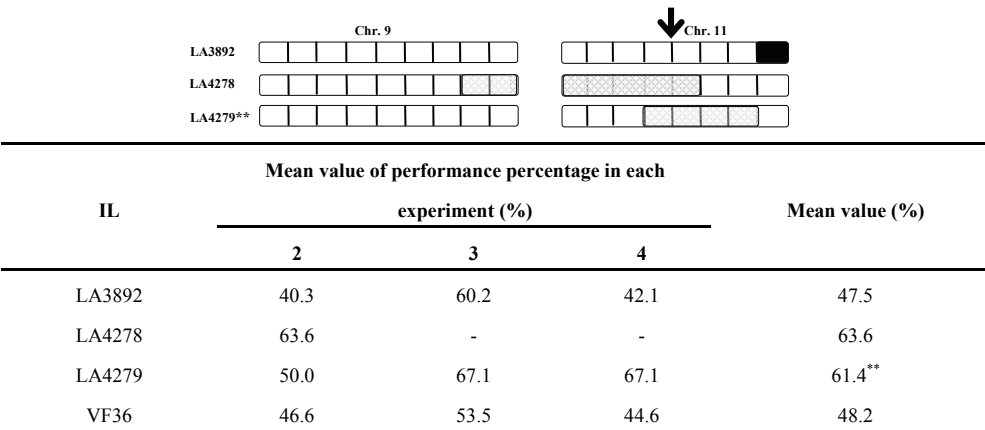 Chr. 9 Chr. 11
LA3892
LA4278
LA4279**
Mean value of performance percentage in each
IL experiment (%) Mean value (%)
2 3 4
LA3892 40.3 60.2 42.1 47.5
LA4278 63.6 - - 63.6
LA4279 50.0 67.1 67.1 61.4**
VF36 46.6 53.5 44.6 48.2